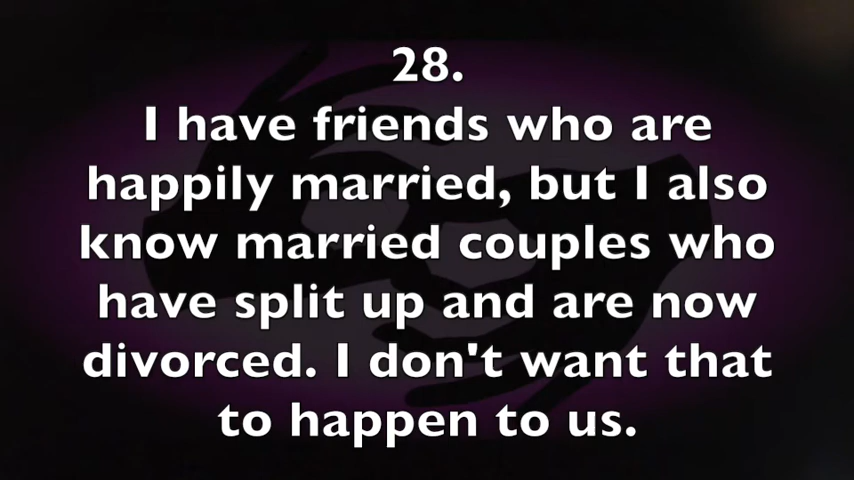 28.
I have friends who are
happily married, but I also
know married couples who
have split up and are now
divorced. I don't want that
to happen to us.